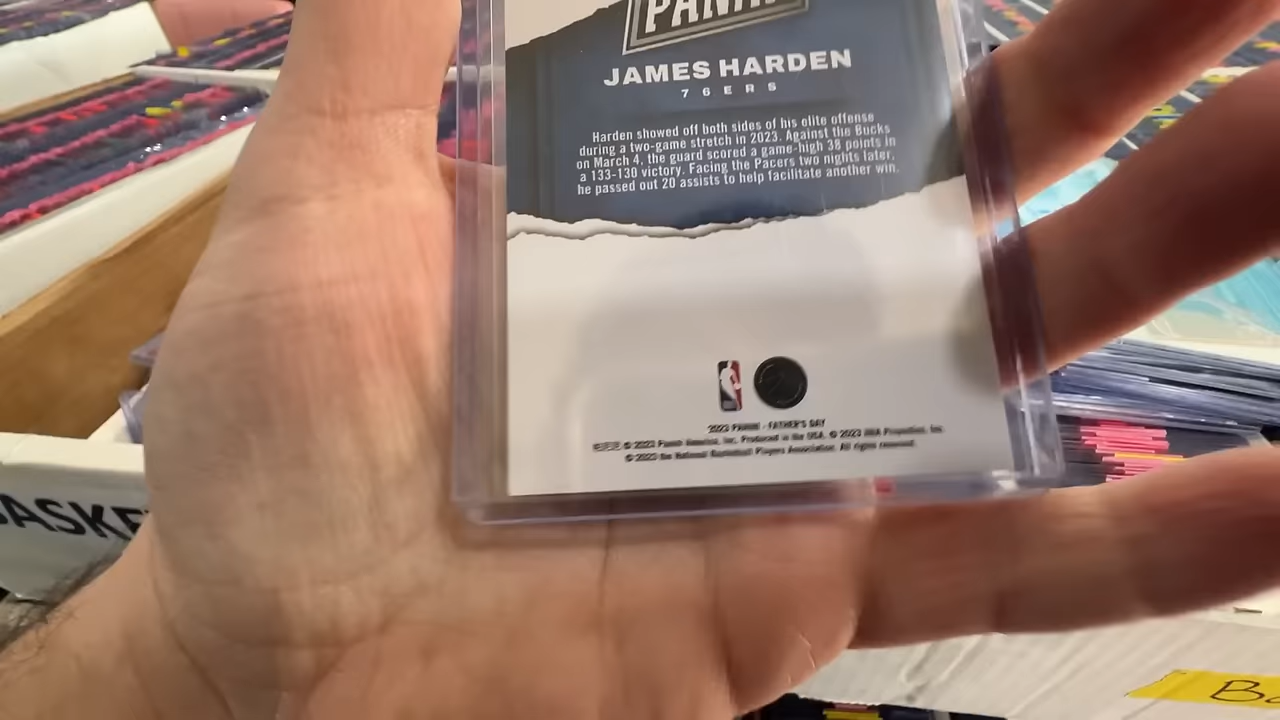 PANINI
JAMES HARDEN
76ERS
Harden showed off both sides of his elite offense
during a two-game stretch in 2023. Against the Bucks
on March 4, the guard scored a game-high 38 points in
a 133-130 victory. Facing the Pacers two nights later,
he passed out 20 assists to help facilitate another win.
2023 PANINI - FATHER'S DAY
© 2023 Panini America, Inc. Produced in the USA. © 2023 NBA Properties, Inc.
© 2023 the National Basketball Players Association. All rights reserved.
BASKE